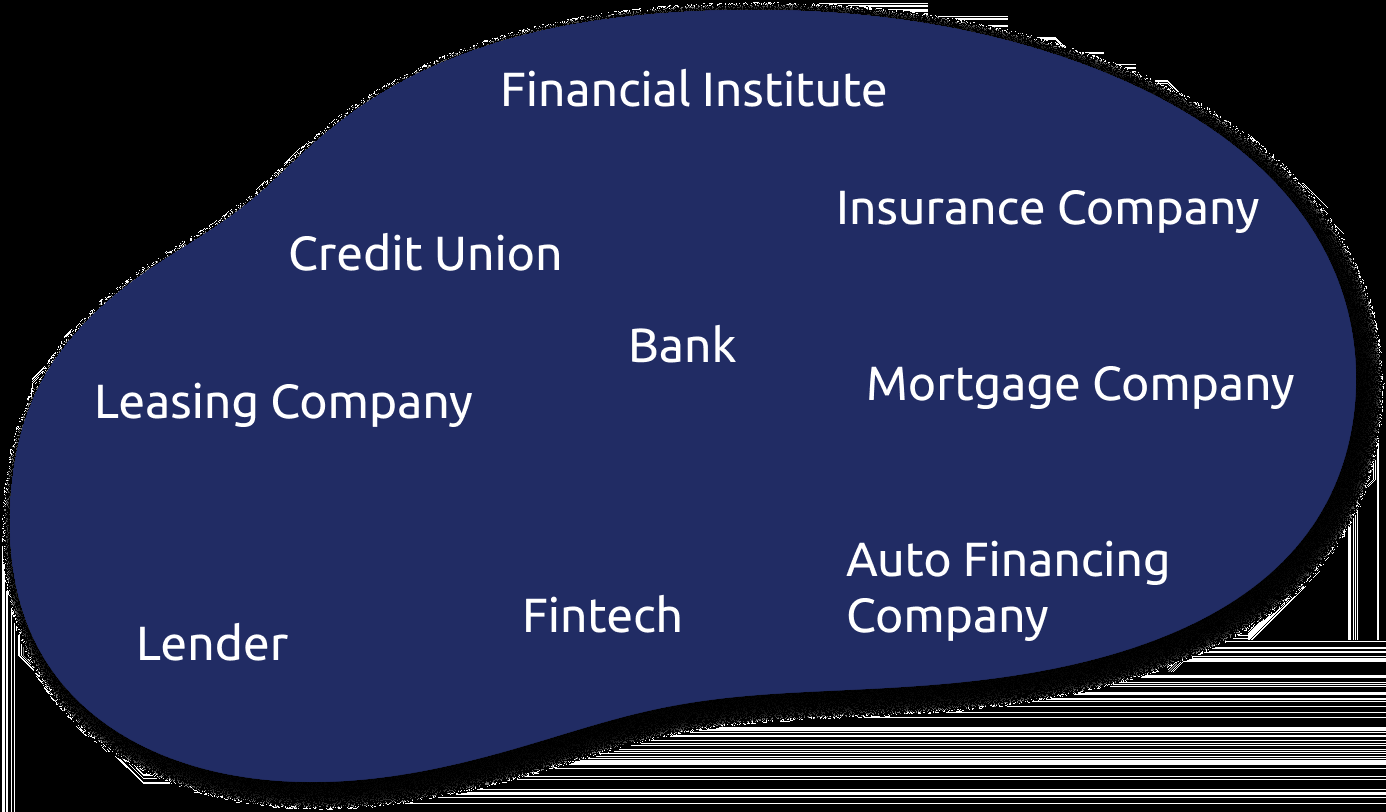 Financial Institute
Insurance Company
Credit Union
Bank
Mortgage Company
Leasing Company
Auto Financing
Company
Fintech
Lender